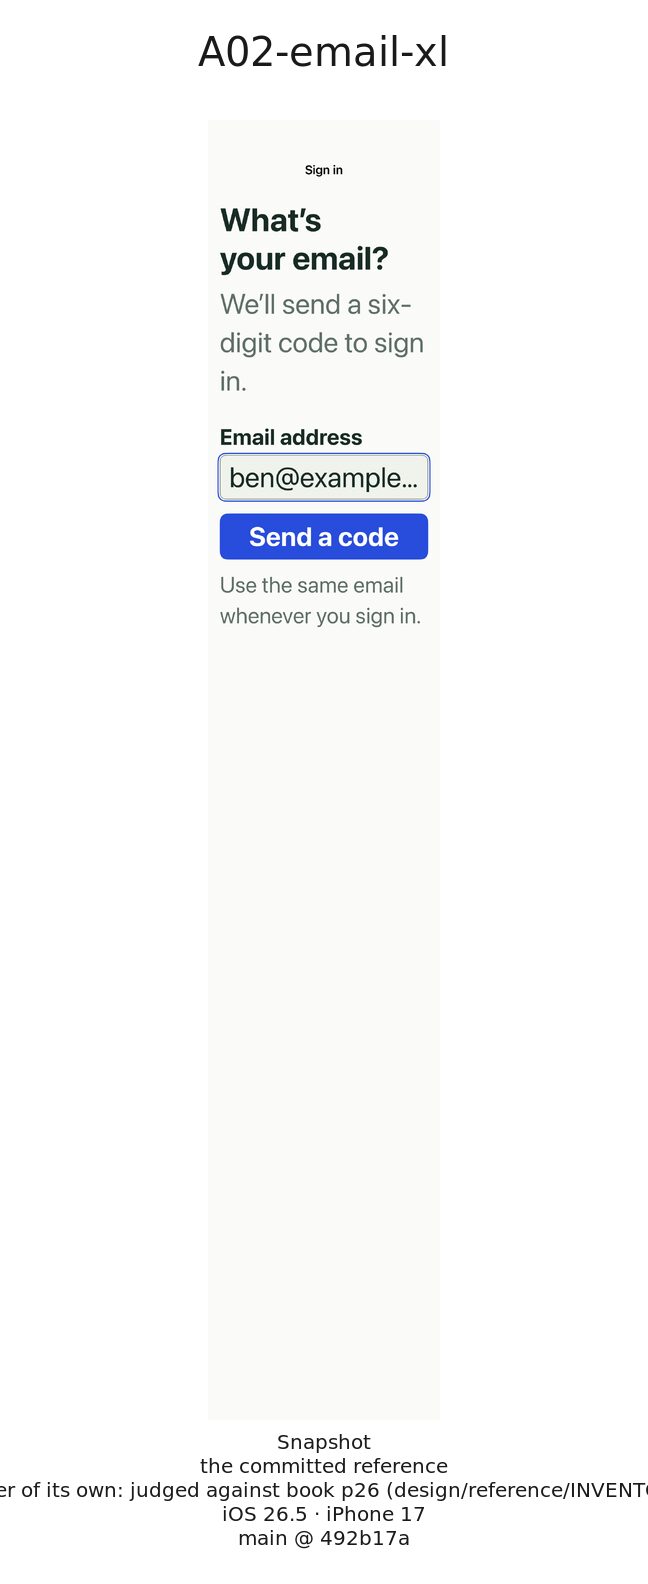 A02-email-xl
Sign in
What’s
your email?
We’ll send a six-
digit code to sign
in.
Email address
ben@example…
Send a code
Use the same email
whenever you sign in.
Snapshot
the committed reference
of its own: judged against book p26 (design/reference/
iOS 26.5 · iPhone 17
main @ 492b17a